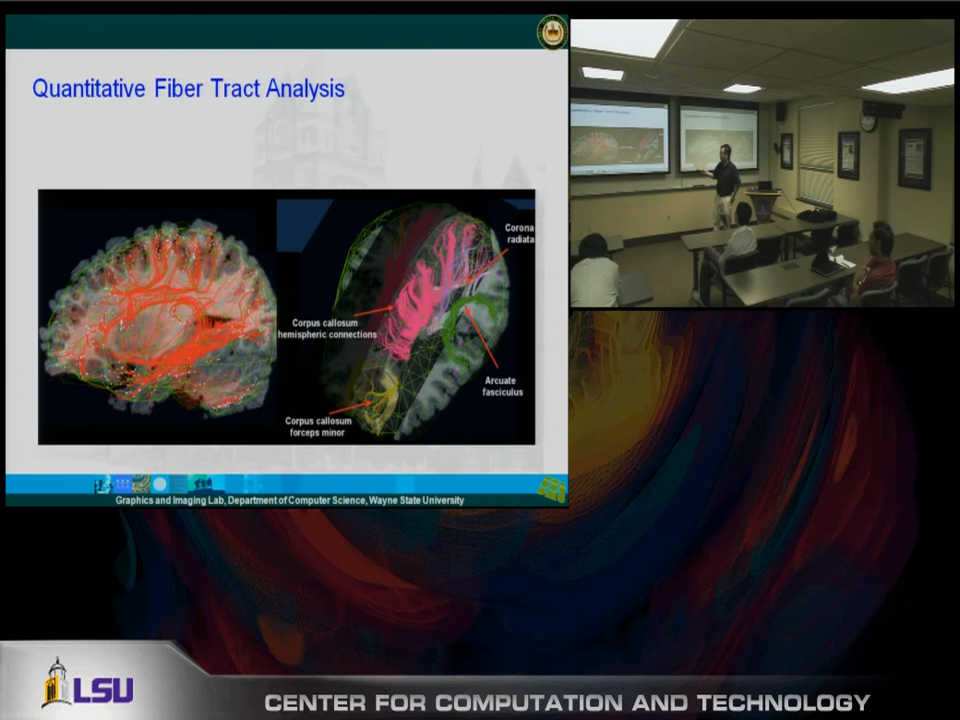 Quantitative Fiber Tract Analysis
Corona
radiata
Corpus callosum
hemispheric connections
Arcuate
fasciculus
Corpus callosum
forceps minor
Graphics and Imaging Lab, Department of Computer Science, Wayne State University
LSU
CENTER FOR COMPUTATION AND TECHNOLOGY